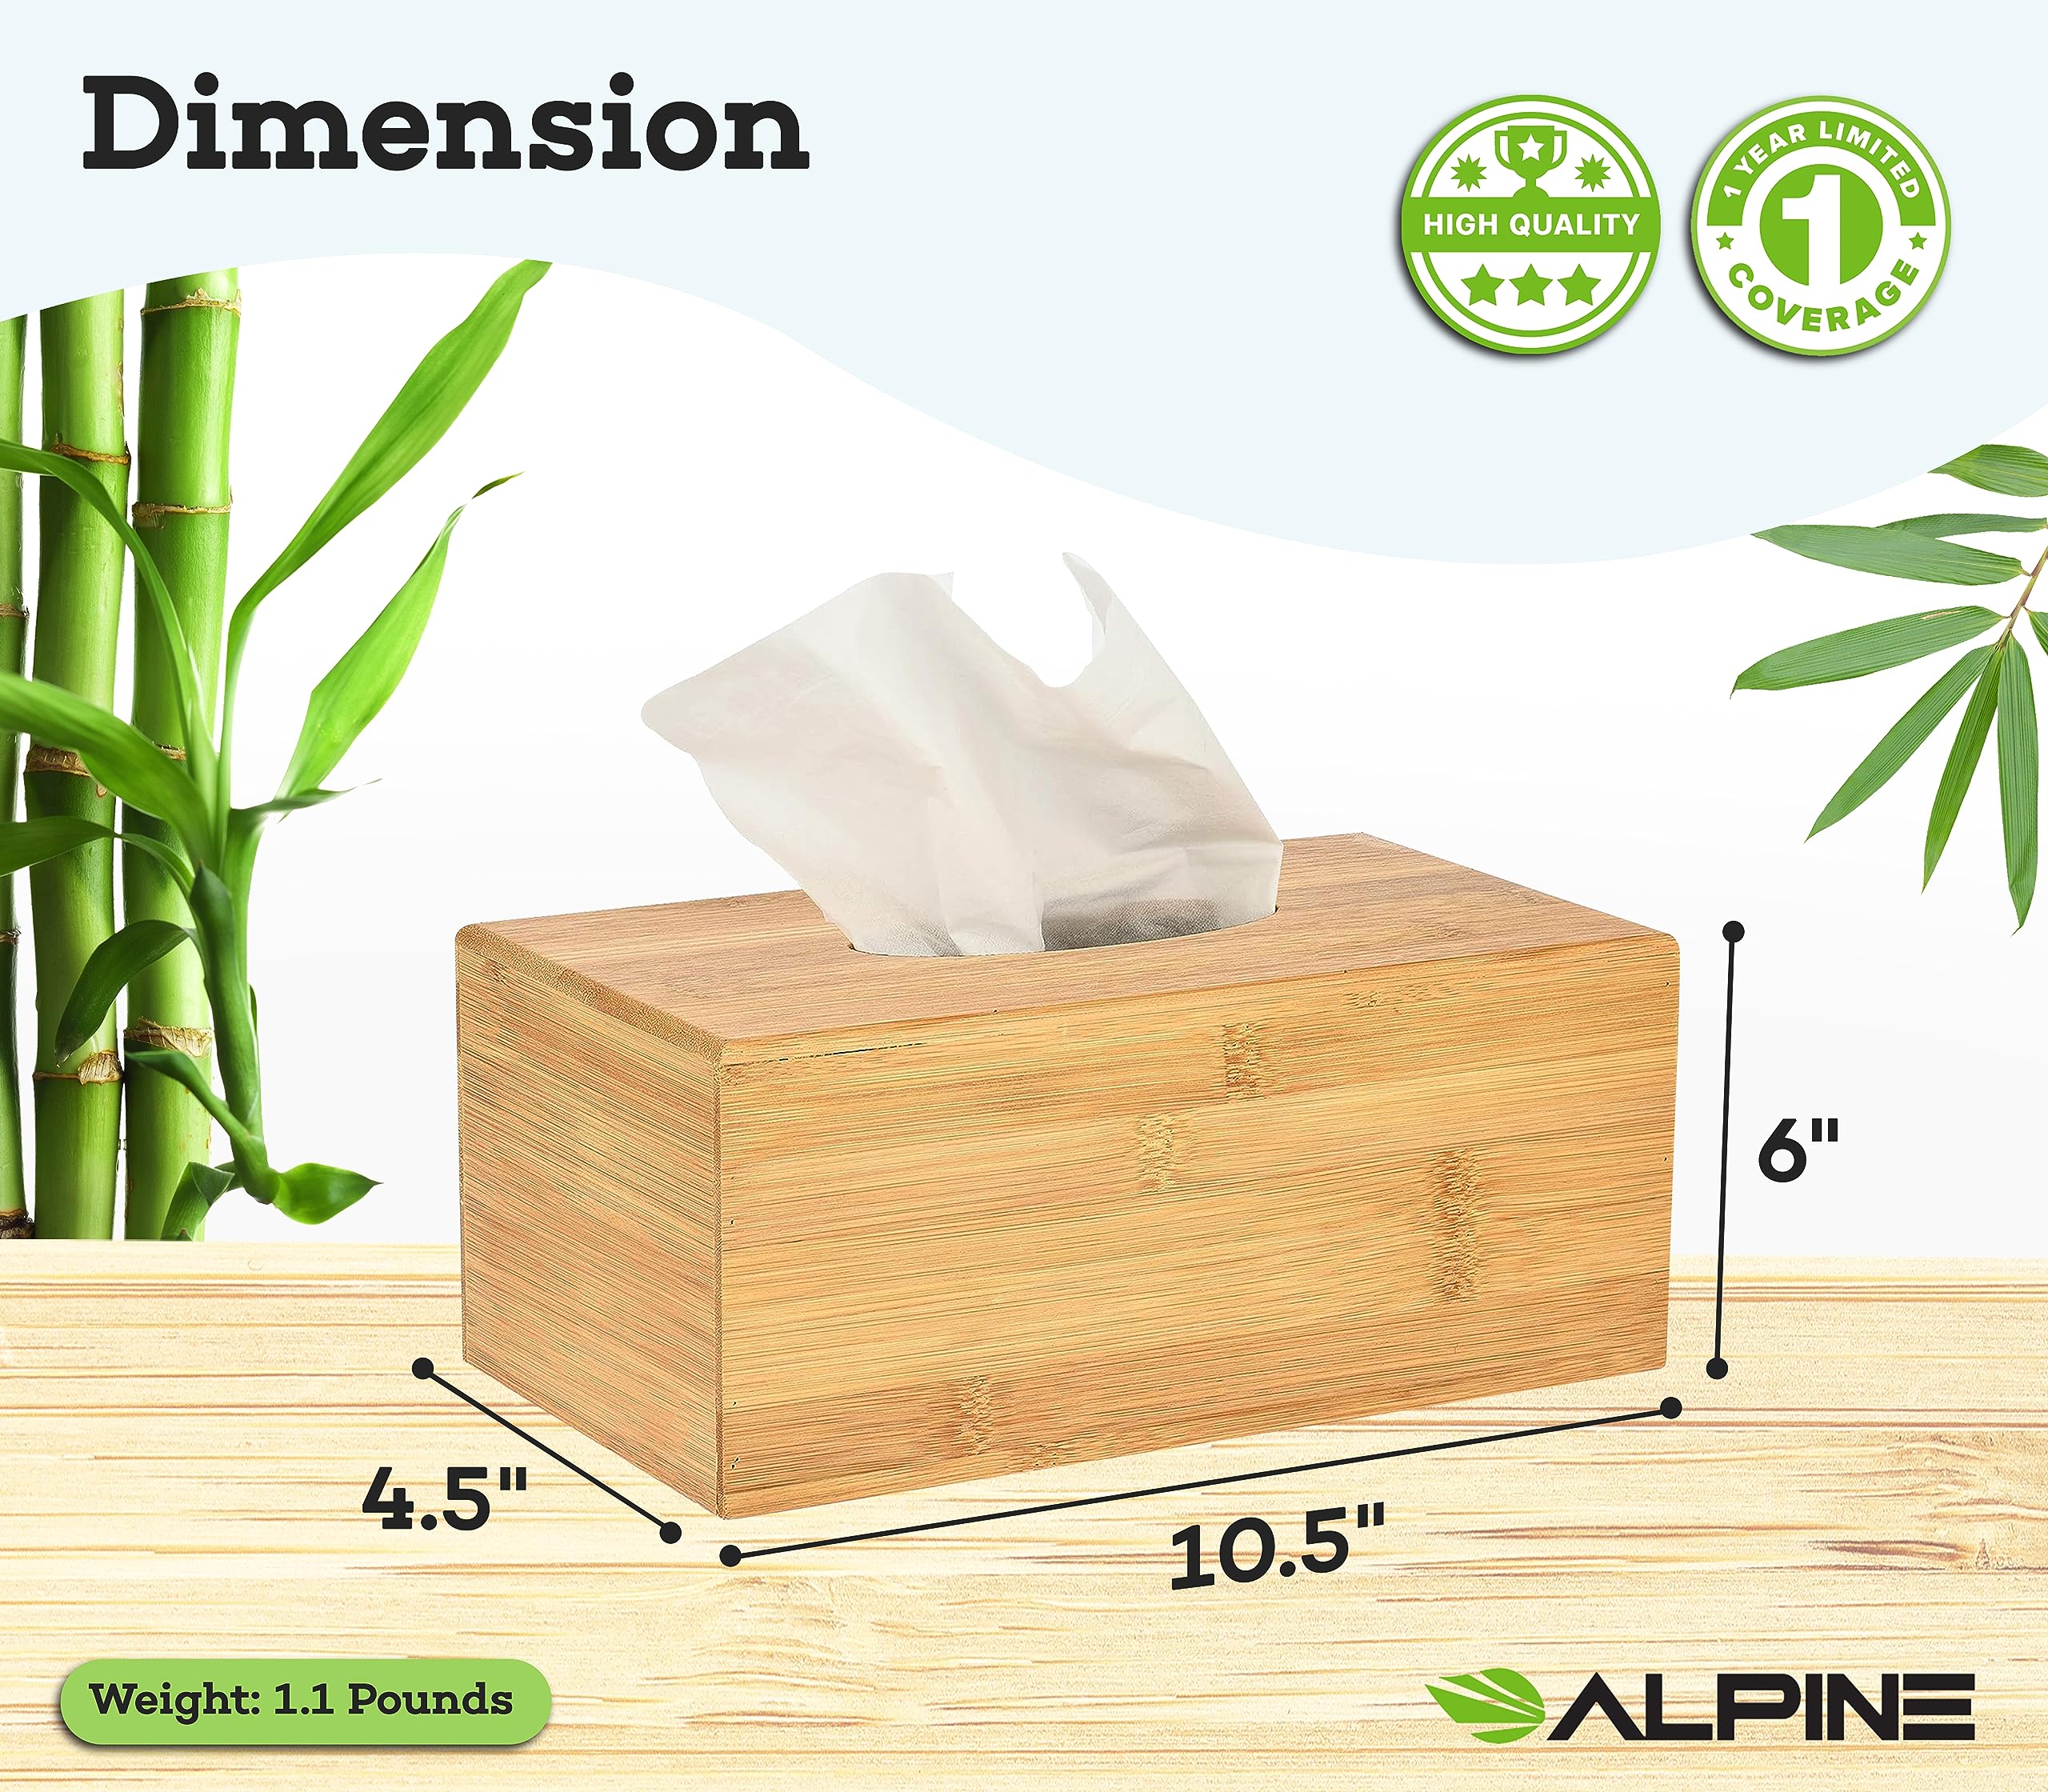 Dimension
HIGH QUALITY
1 YEAR LIMITED
1
COVERAGE
6"
4.5"
10.5"
Weight: 1.1 Pounds
ALPINE